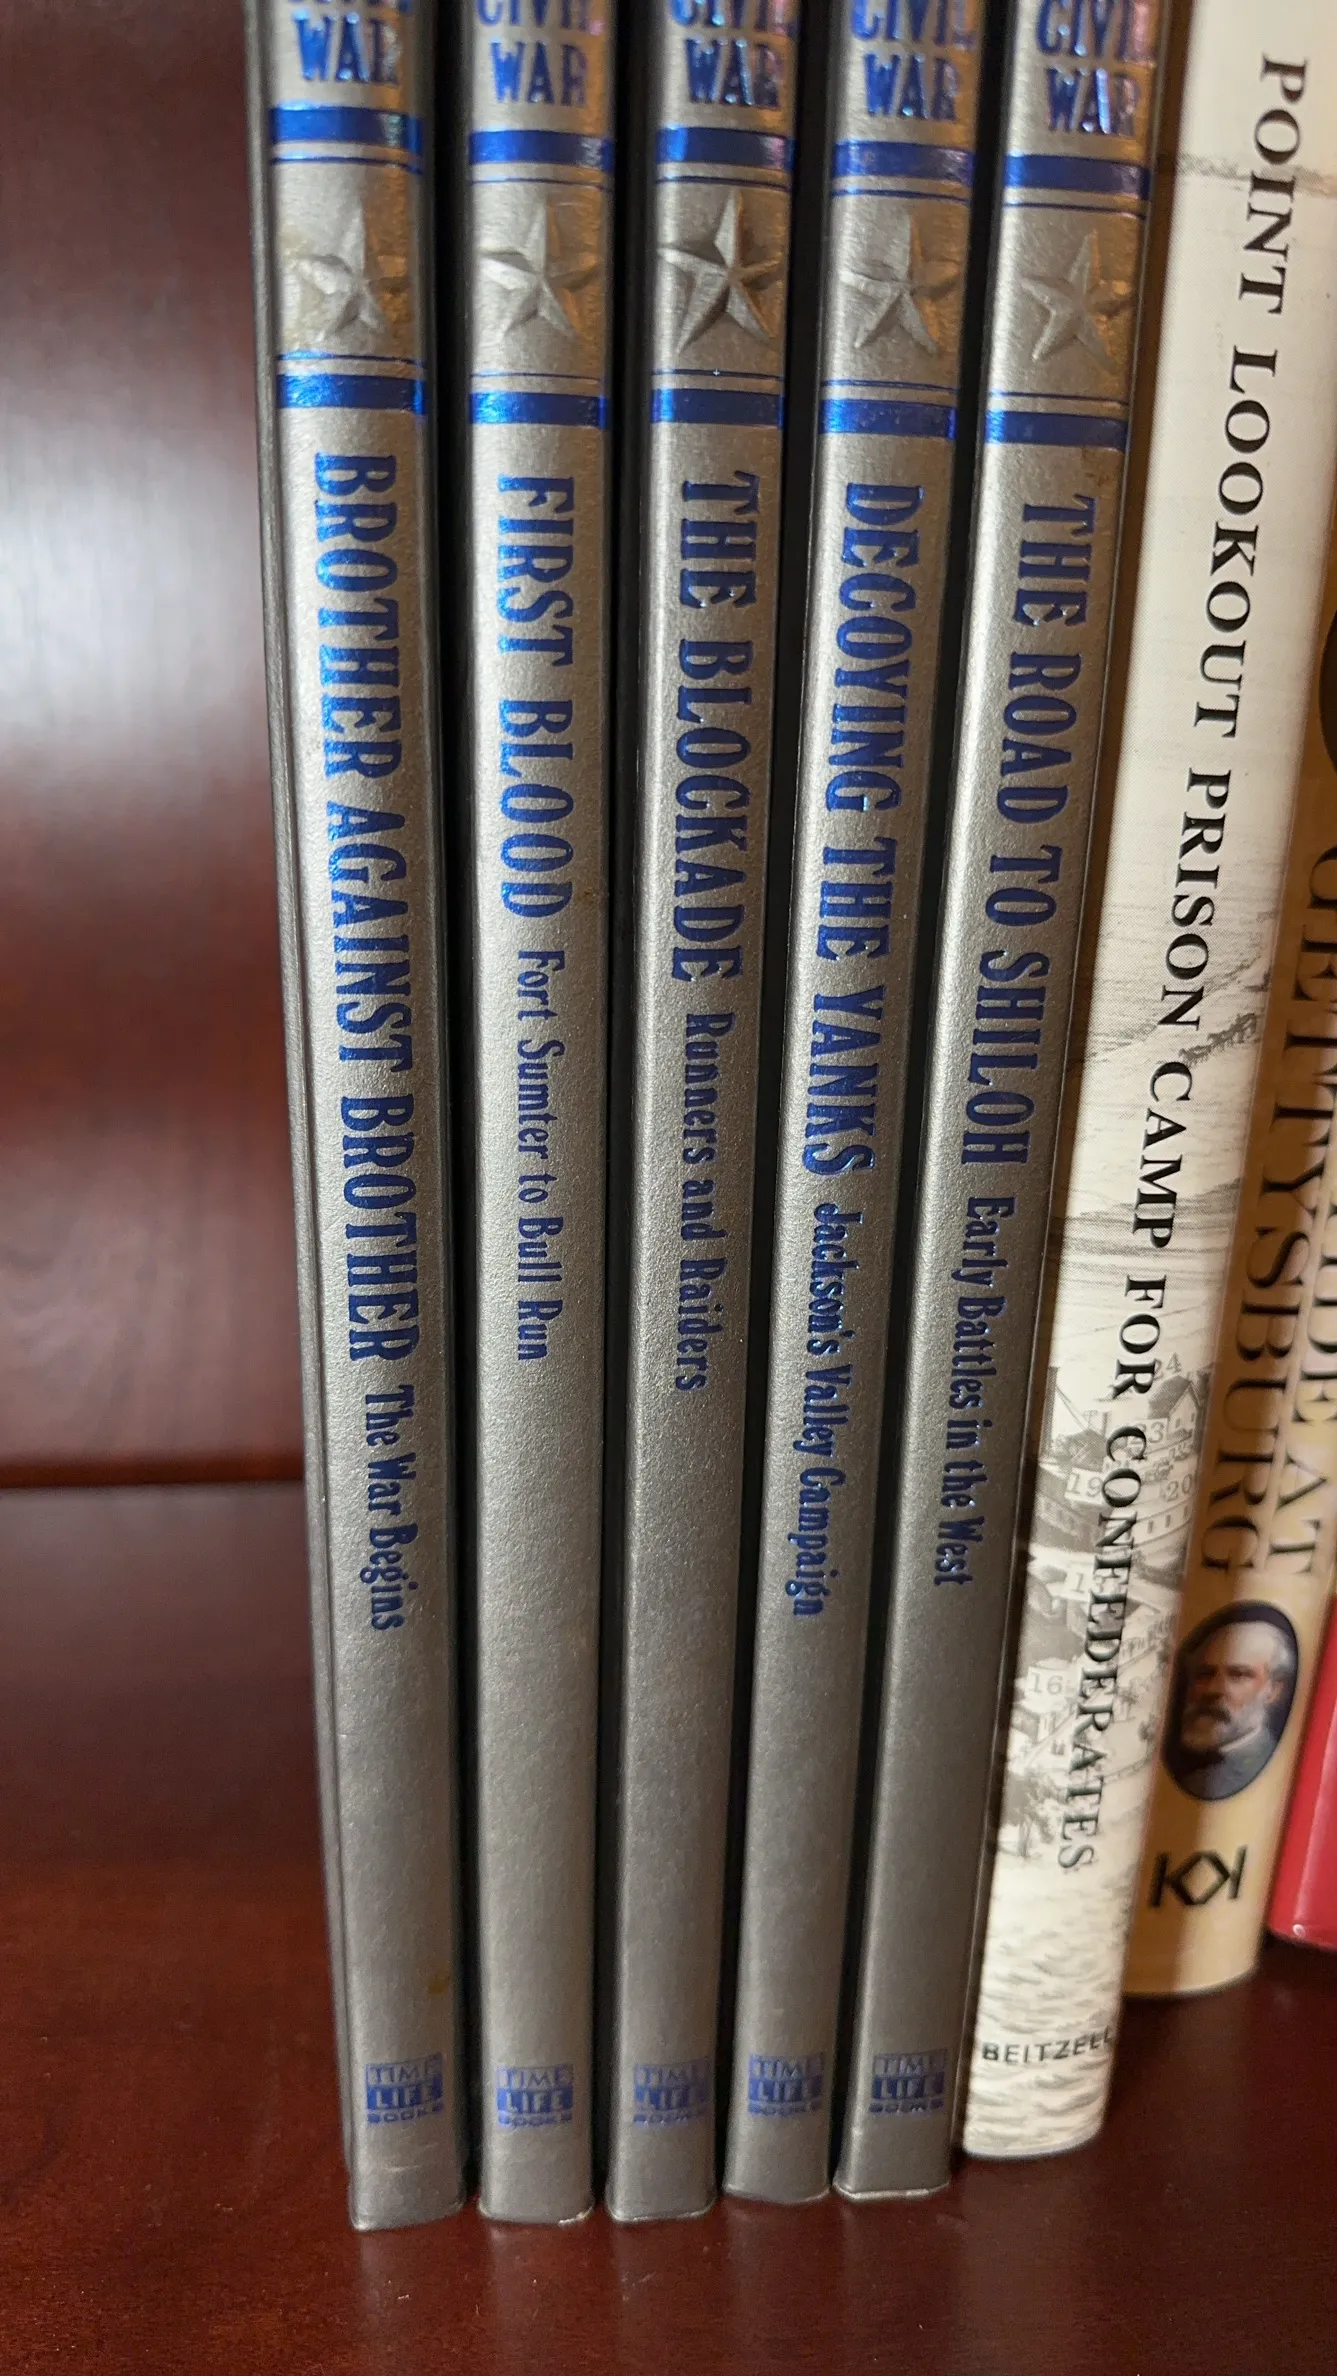 CIVIL
WAR
BROTHER AGAINST BROTHER The War Begins
TIME
LIFE
BOOKS
CIVIL
WAR
FIRST BLOOD Fort Sumter to Bull Run
TIME
LIFE
BOOKS
CIVIL
WAR
THE BLOCKADE Runners and Raiders
TIME
LIFE
BOOKS
CIVIL
WAR
DECOYING THE YANKS Jackson's Valley Campaign
TIME
LIFE
BOOKS
CIVIL
WAR
THE ROAD TO SHILOH Early Battles in the West
TIME
LIFE
BOOKS
POINT LOOKOUT PRISON CAMP FOR CONFEDERATES
16
BEITZELL
GETTYSBURG